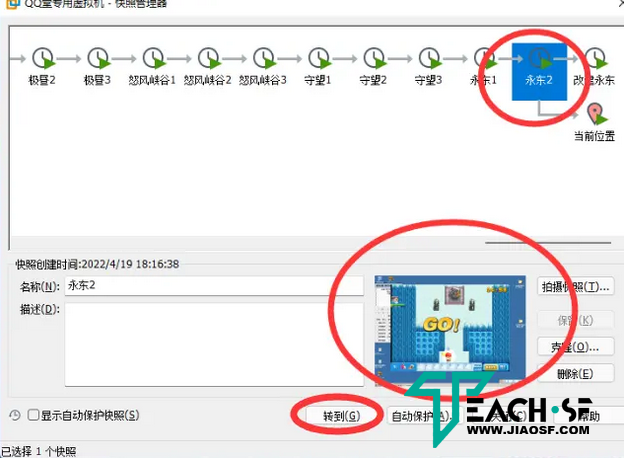 QQ堂专用虚拟机 - 快照管理器
极昼2 极昼3 怒风峡谷1 怒风峡谷2 怒风峡谷3 守望1 守望2 守望3 永东1 永东2 改建永东
当前位置
快照创建时间:2022/4/19 18:16:38
名称(N): 永东2
拍摄快照(T)...
描述(D):
GO!
保留(K)
克隆(O)...
删除(E)
显示自动保护快照(S) 转到(G) 自动保护(A)... 关闭(C) 帮助
TEACH·SF
WWW.JIAOSF.COM
已选择 1 个快照